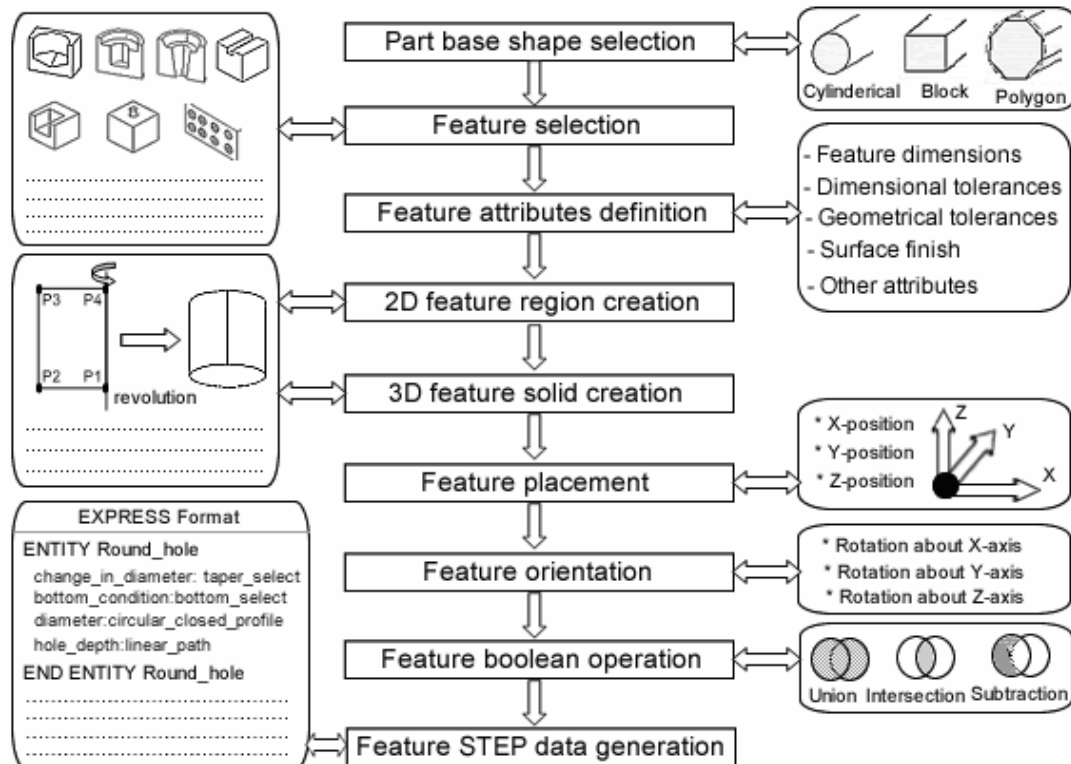 Part base shape selection
Cylinderical Block Polygon
Feature selection
- Feature dimensions
- Dimensional tolerances
- Geometrical tolerances
- Surface finish
- Other attributes
Feature attributes definition
P3 P4
P2 P1
revolution
2D feature region creation
3D feature solid creation
Feature placement
* X-position
* Y-position
* Z-position
Z
Y
X
EXPRESS Format
ENTITY Round_hole
change_in_diameter: taper_select
bottom_condition:bottom_select
diameter:circular_closed_profile
hole_depth:linear_path
END ENTITY Round_hole
Feature orientation
* Rotation about X-axis
* Rotation about Y-axis
* Rotation about Z-axis
Feature boolean operation
Union Intersection Subtraction
Feature STEP data generation